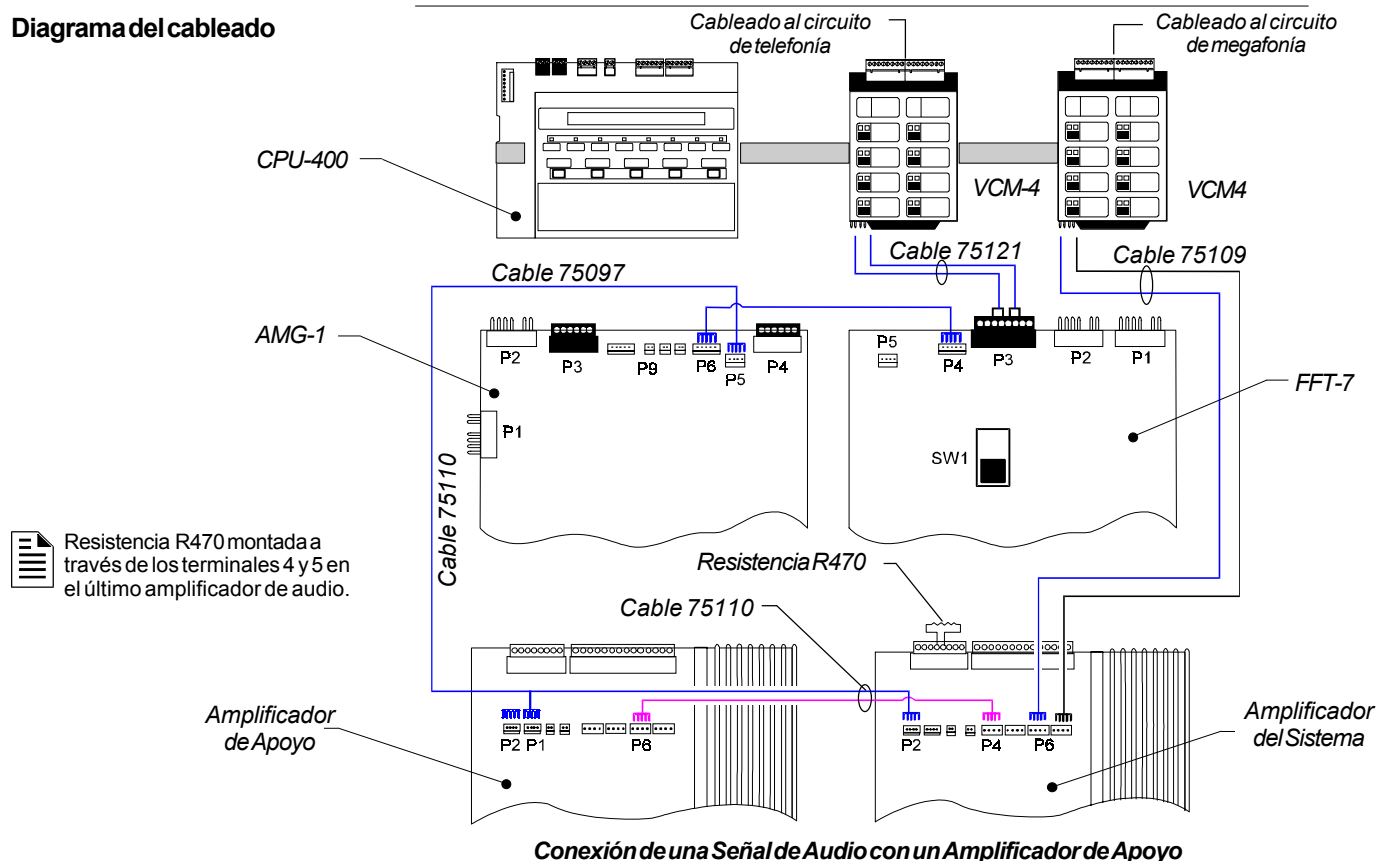 Diagrama del cableado
Cableado al circuito
de telefonía
Cableado al circuito
de megafonía
CPU-400
VCM-4
VCM4
Cable 75121
Cable 75109
Cable 75097
AMG-1
P2
P3
P9
P6
P5
P4
P1
P5
P4
P3
P2
P1
FFT-7
SW1
Cable 75110
Resistencia R470 montada a
través de los terminales 4 y 5 en
el último amplificador de audio.
Resistencia R470
Cable 75110
Amplificador
de Apoyo
P2
P1
P6
P2
P4
P6
Amplificador
del Sistema
Conexión de una Señal de Audio con un Amplificador de Apoyo